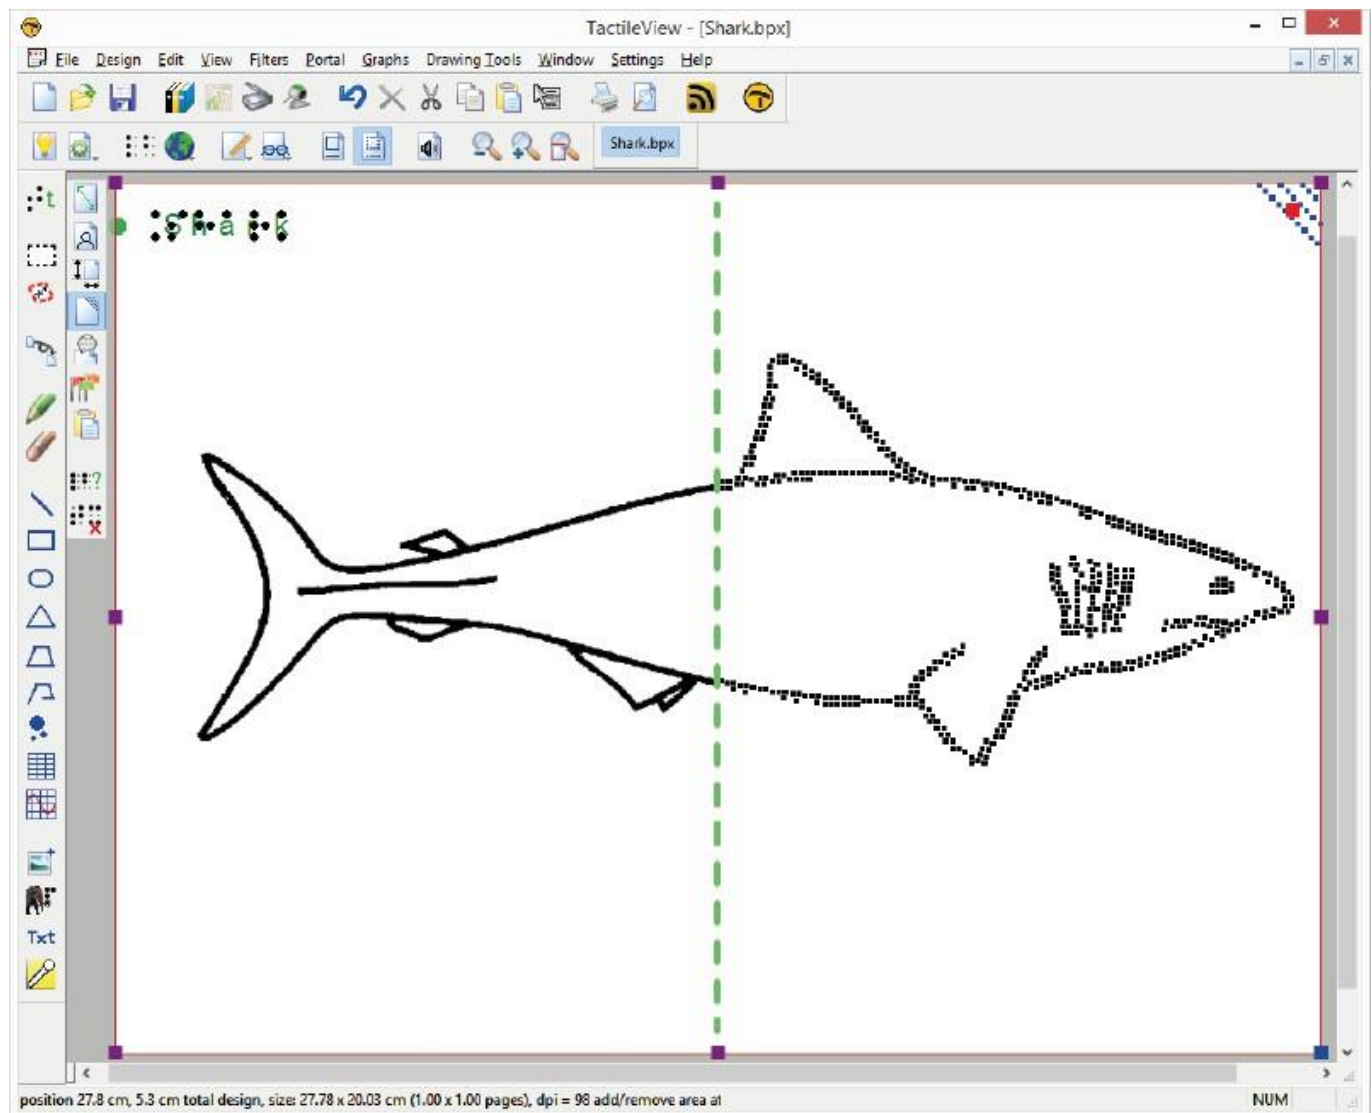 TactileView - [Shark.bpx]
File Design Edit View Filters Portal Graphs Drawing Tools Window Settings Help
Shark.bpx
t
Shark
Txt
position 27.8 cm, 5.3 cm total design, size: 27.78 x 20.03 cm (1.00 x 1.00 pages), dpi = 98 add/remove area at
NUM